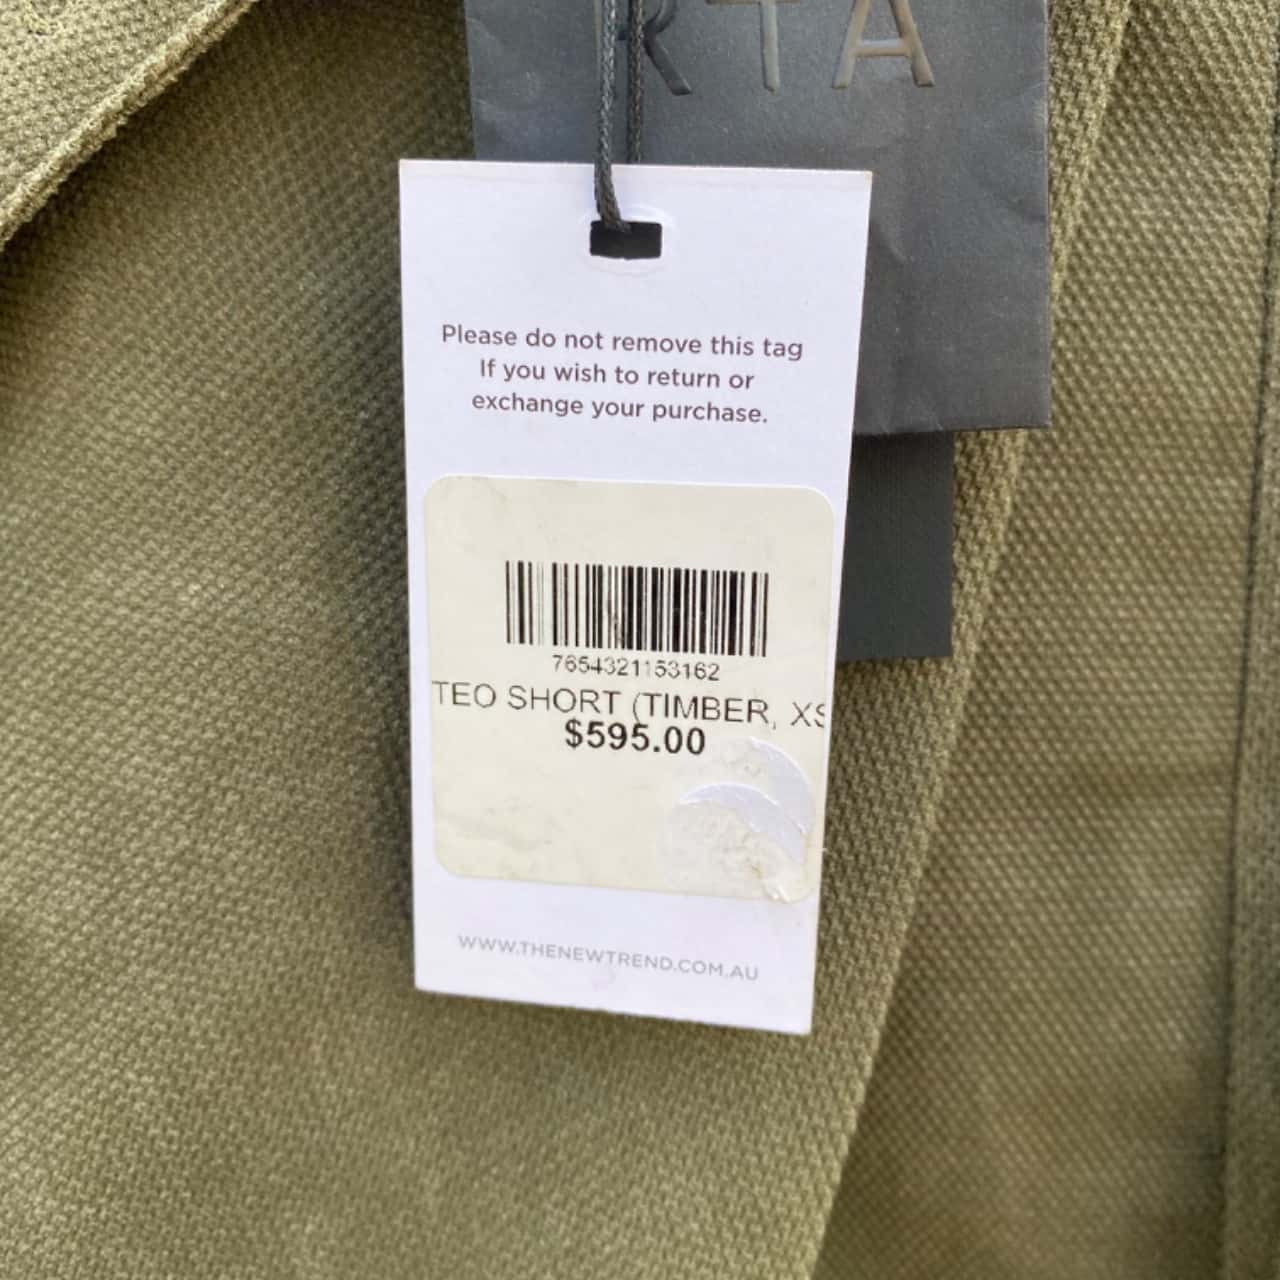 RTA
Please do not remove this tag
If you wish to return or
exchange your purchase.
7654321153162
TEO SHORT (TIMBER, XS
$595.00
WWW.THENEWTREND.COM.AU